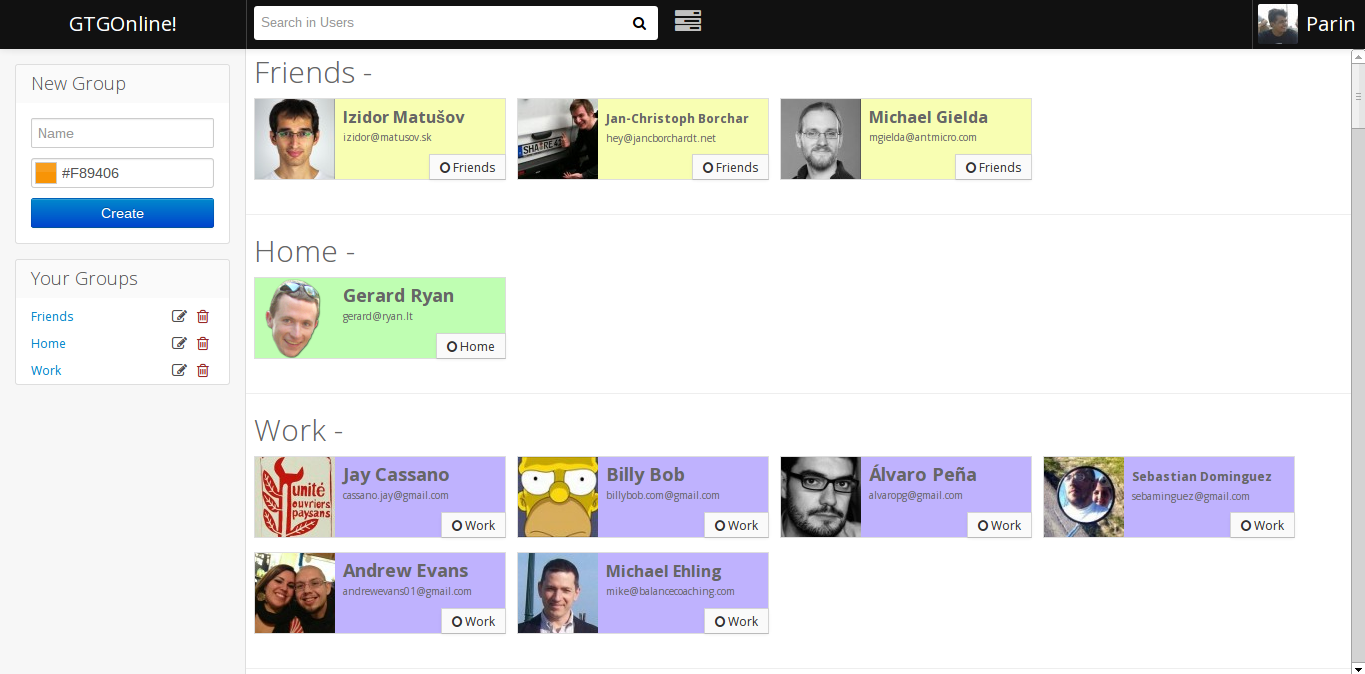 GTGOnline!
Search in Users
Parin
New Group
Name
#F89406
Create
Your Groups
Friends
Home
Work
Friends -
Izidor Matušov
izidor@matusov.sk
Friends
Jan-Christoph Borchar
hey@jancborchardt.net
Friends
SHA RE 42
Michael Gielda
mgielda@antmicro.com
Friends
Home -
Gerard Ryan
gerard@ryan.lt
Home
Work -
unité
ouvriers
paysans
Jay Cassano
cassano.jay@gmail.com
Work
Billy Bob
billybob.com@gmail.com
Work
Álvaro Peña
alvaropg@gmail.com
Work
Sebastian Dominguez
sebaminguez@gmail.com
Work
Andrew Evans
andrewevans01@gmail.com
Work
Michael Ehling
mike@balancecoaching.com
Work